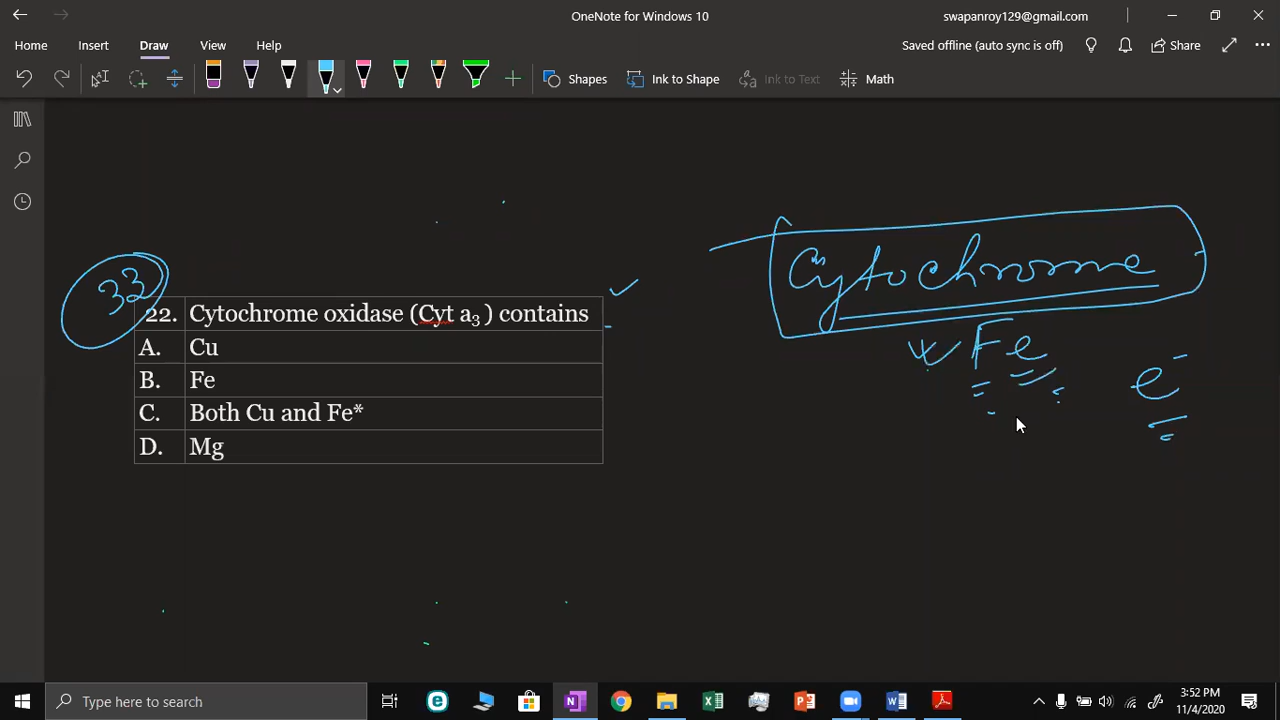 OneNote for Windows 10
swapanroy129@gmail.com
Home Insert Draw View Help
Saved offline (auto sync is off)
Share
Shapes
Ink to Shape
Ink to Text
Math
33
Cytochrome
22. Cytochrome oxidase (Cyt a₃ ) contains
A. Cu
B. Fe
C. Both Cu and Fe*
D. Mg
Fe
e⁻
Type here to search
3:52 PM
11/4/2020